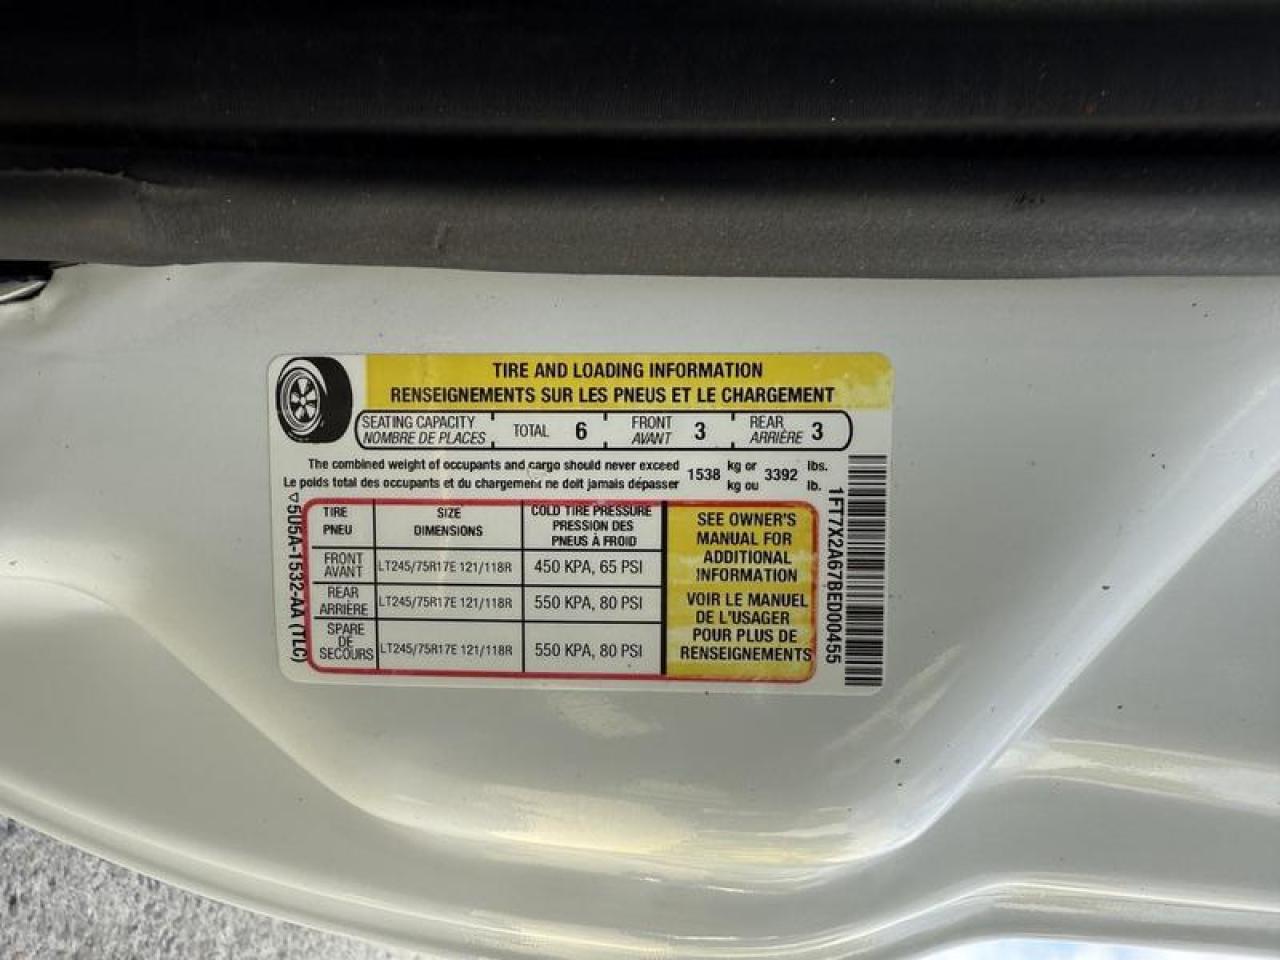 TIRE AND LOADING INFORMATION
RENSEIGNEMENTS SUR LES PNEUS ET LE CHARGEMENT
SEATING CAPACITY
NOMBRE DE PLACES
TOTAL 6
FRONT
AVANT 3
REAR
ARRIÈRE 3
The combined weight of occupants and cargo should never exceed
Le poids total des occupants et du chargement ne doit jamais dépasser
1538 kg or 3392 lbs.
kg ou lb.
TIRE
PNEU
SIZE
DIMENSIONS
COLD TIRE PRESSURE
PRESSION DES
PNEUS À FROID
FRONT
AVANT
LT245/75R17E 121/118R
450 KPA, 65 PSI
REAR
ARRIÈRE
LT245/75R17E 121/118R
550 KPA, 80 PSI
SPARE
DE
SECOURS
LT245/75R17E 121/118R
550 KPA, 80 PSI
SEE OWNER'S
MANUAL FOR
ADDITIONAL
INFORMATION
VOIR LE MANUEL
DE L'USAGER
POUR PLUS DE
RENSEIGNEMENTS
5U5A-1532-AA (TLC)
1FT7X2A67BED00455